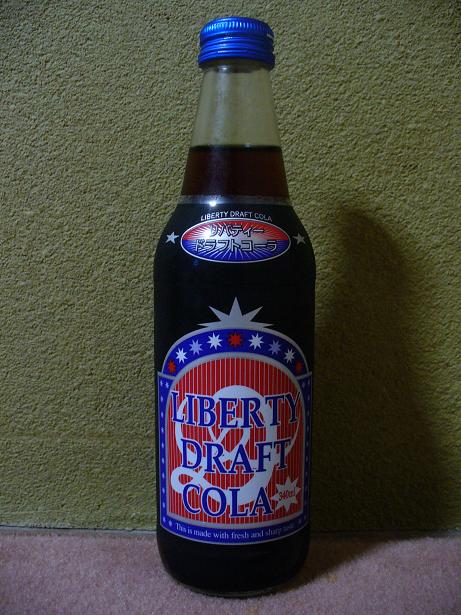 LIBERTY DRAFT COLA
リバティー
ドラフトコーラ
LIBERTY
DRAFT
COLA
340ml
This is made with fresh and sharp taste